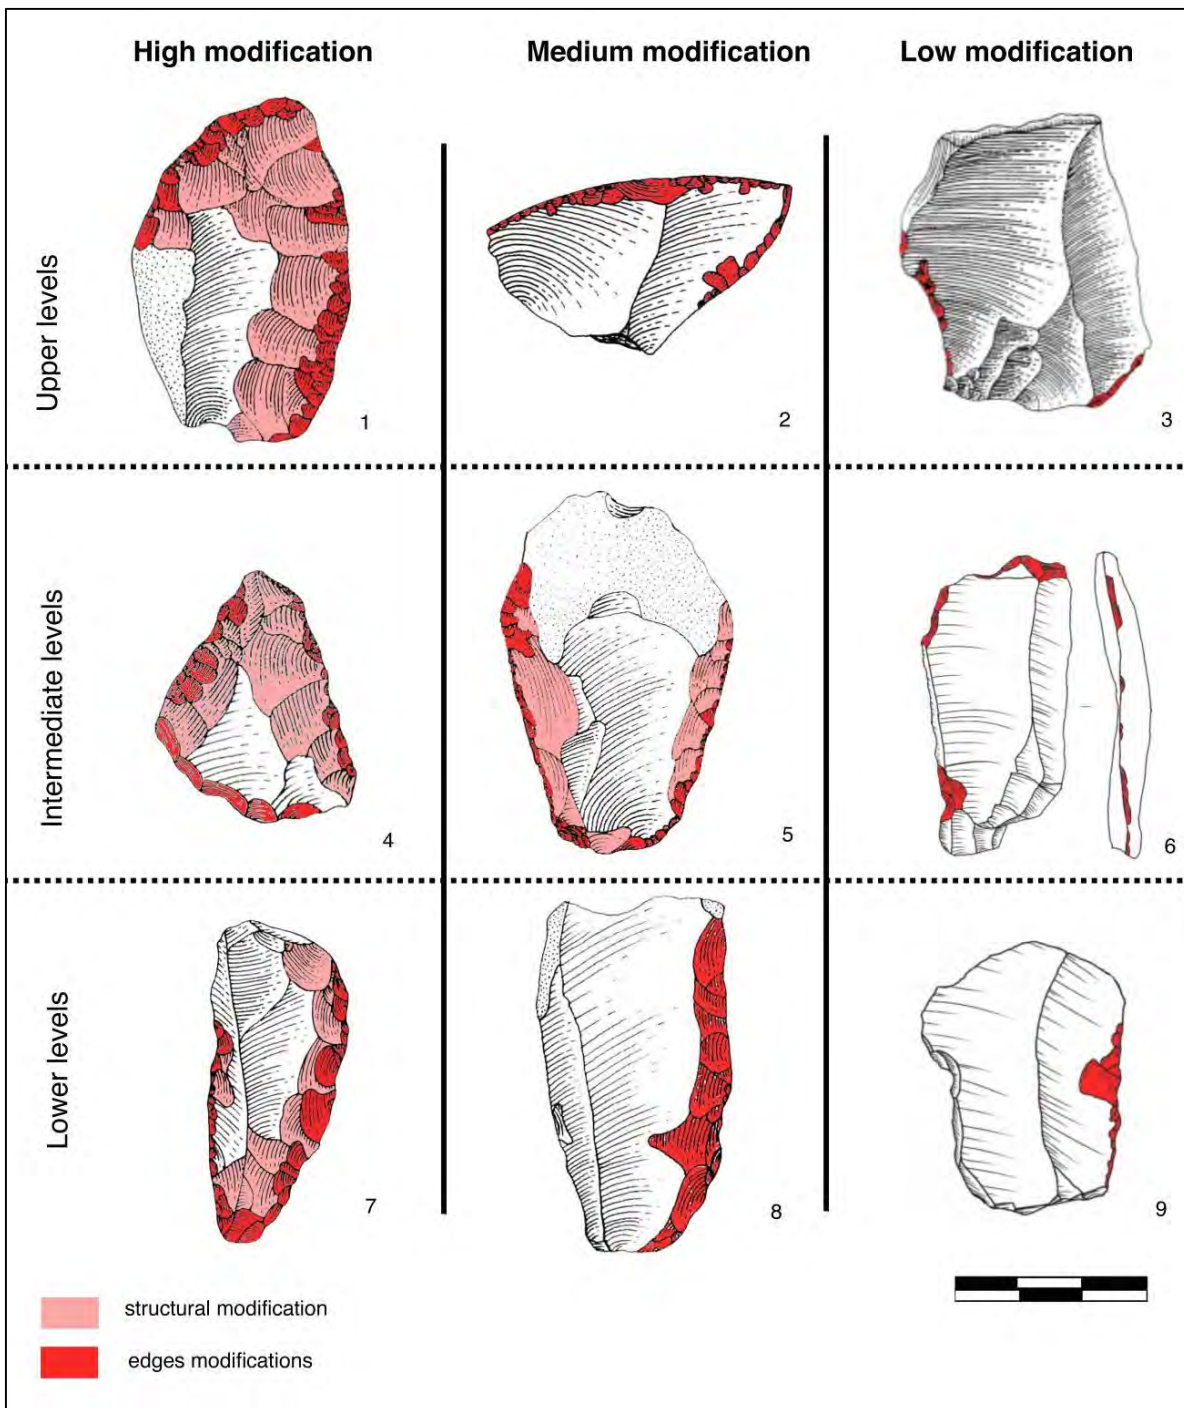 High modification
Medium modification
Low modification
Upper levels
1
2
3
Intermediate levels
4
5
6
Lower levels
7
8
9
structural modification
edges modifications